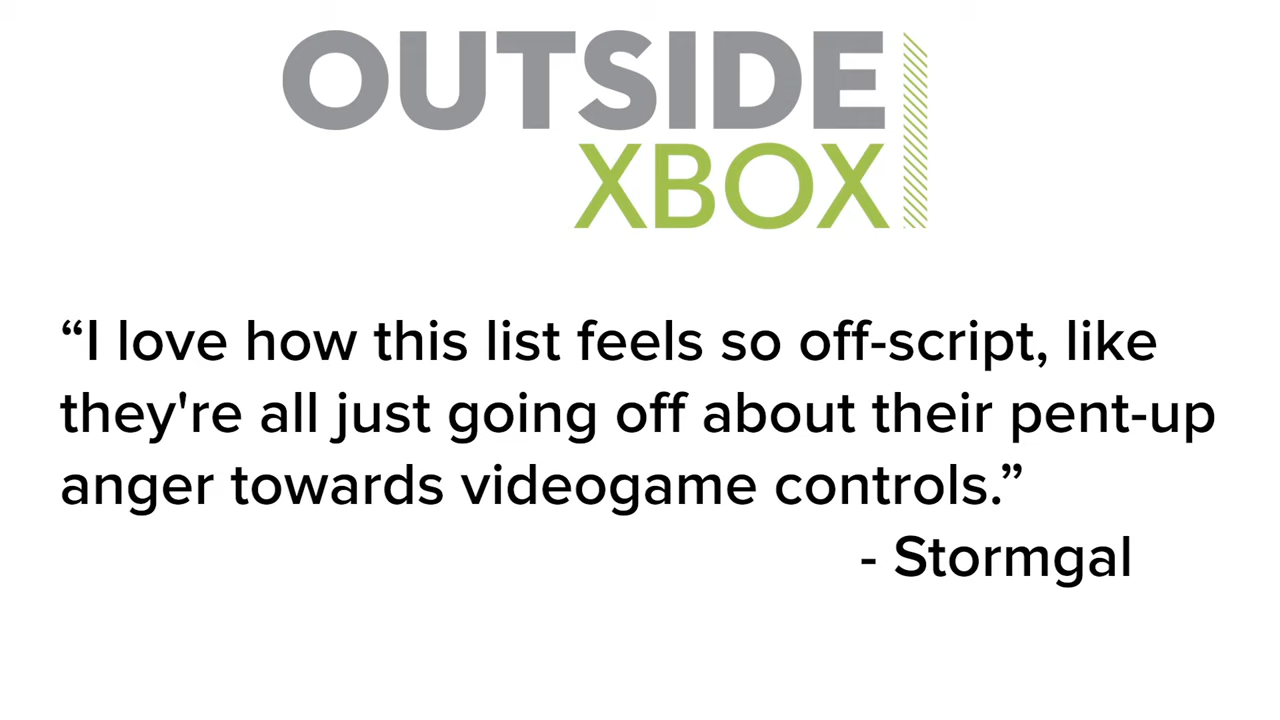 OUTSIDE
XBOX
“I love how this list feels so off-script, like
they're all just going off about their pent-up
anger towards videogame controls.”
- Stormgal